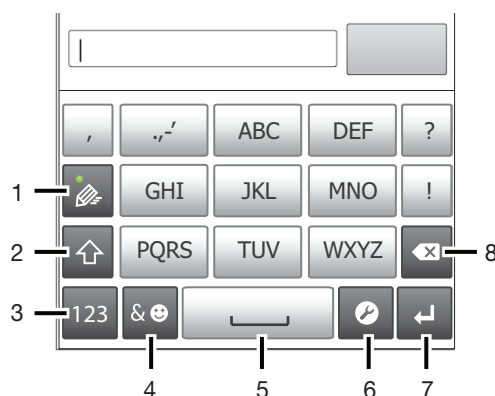 , .,-' ABC DEF ?
1 GHI JKL MNO !
2 PQRS TUV WXYZ 8
3 123 &
4 5 6 7